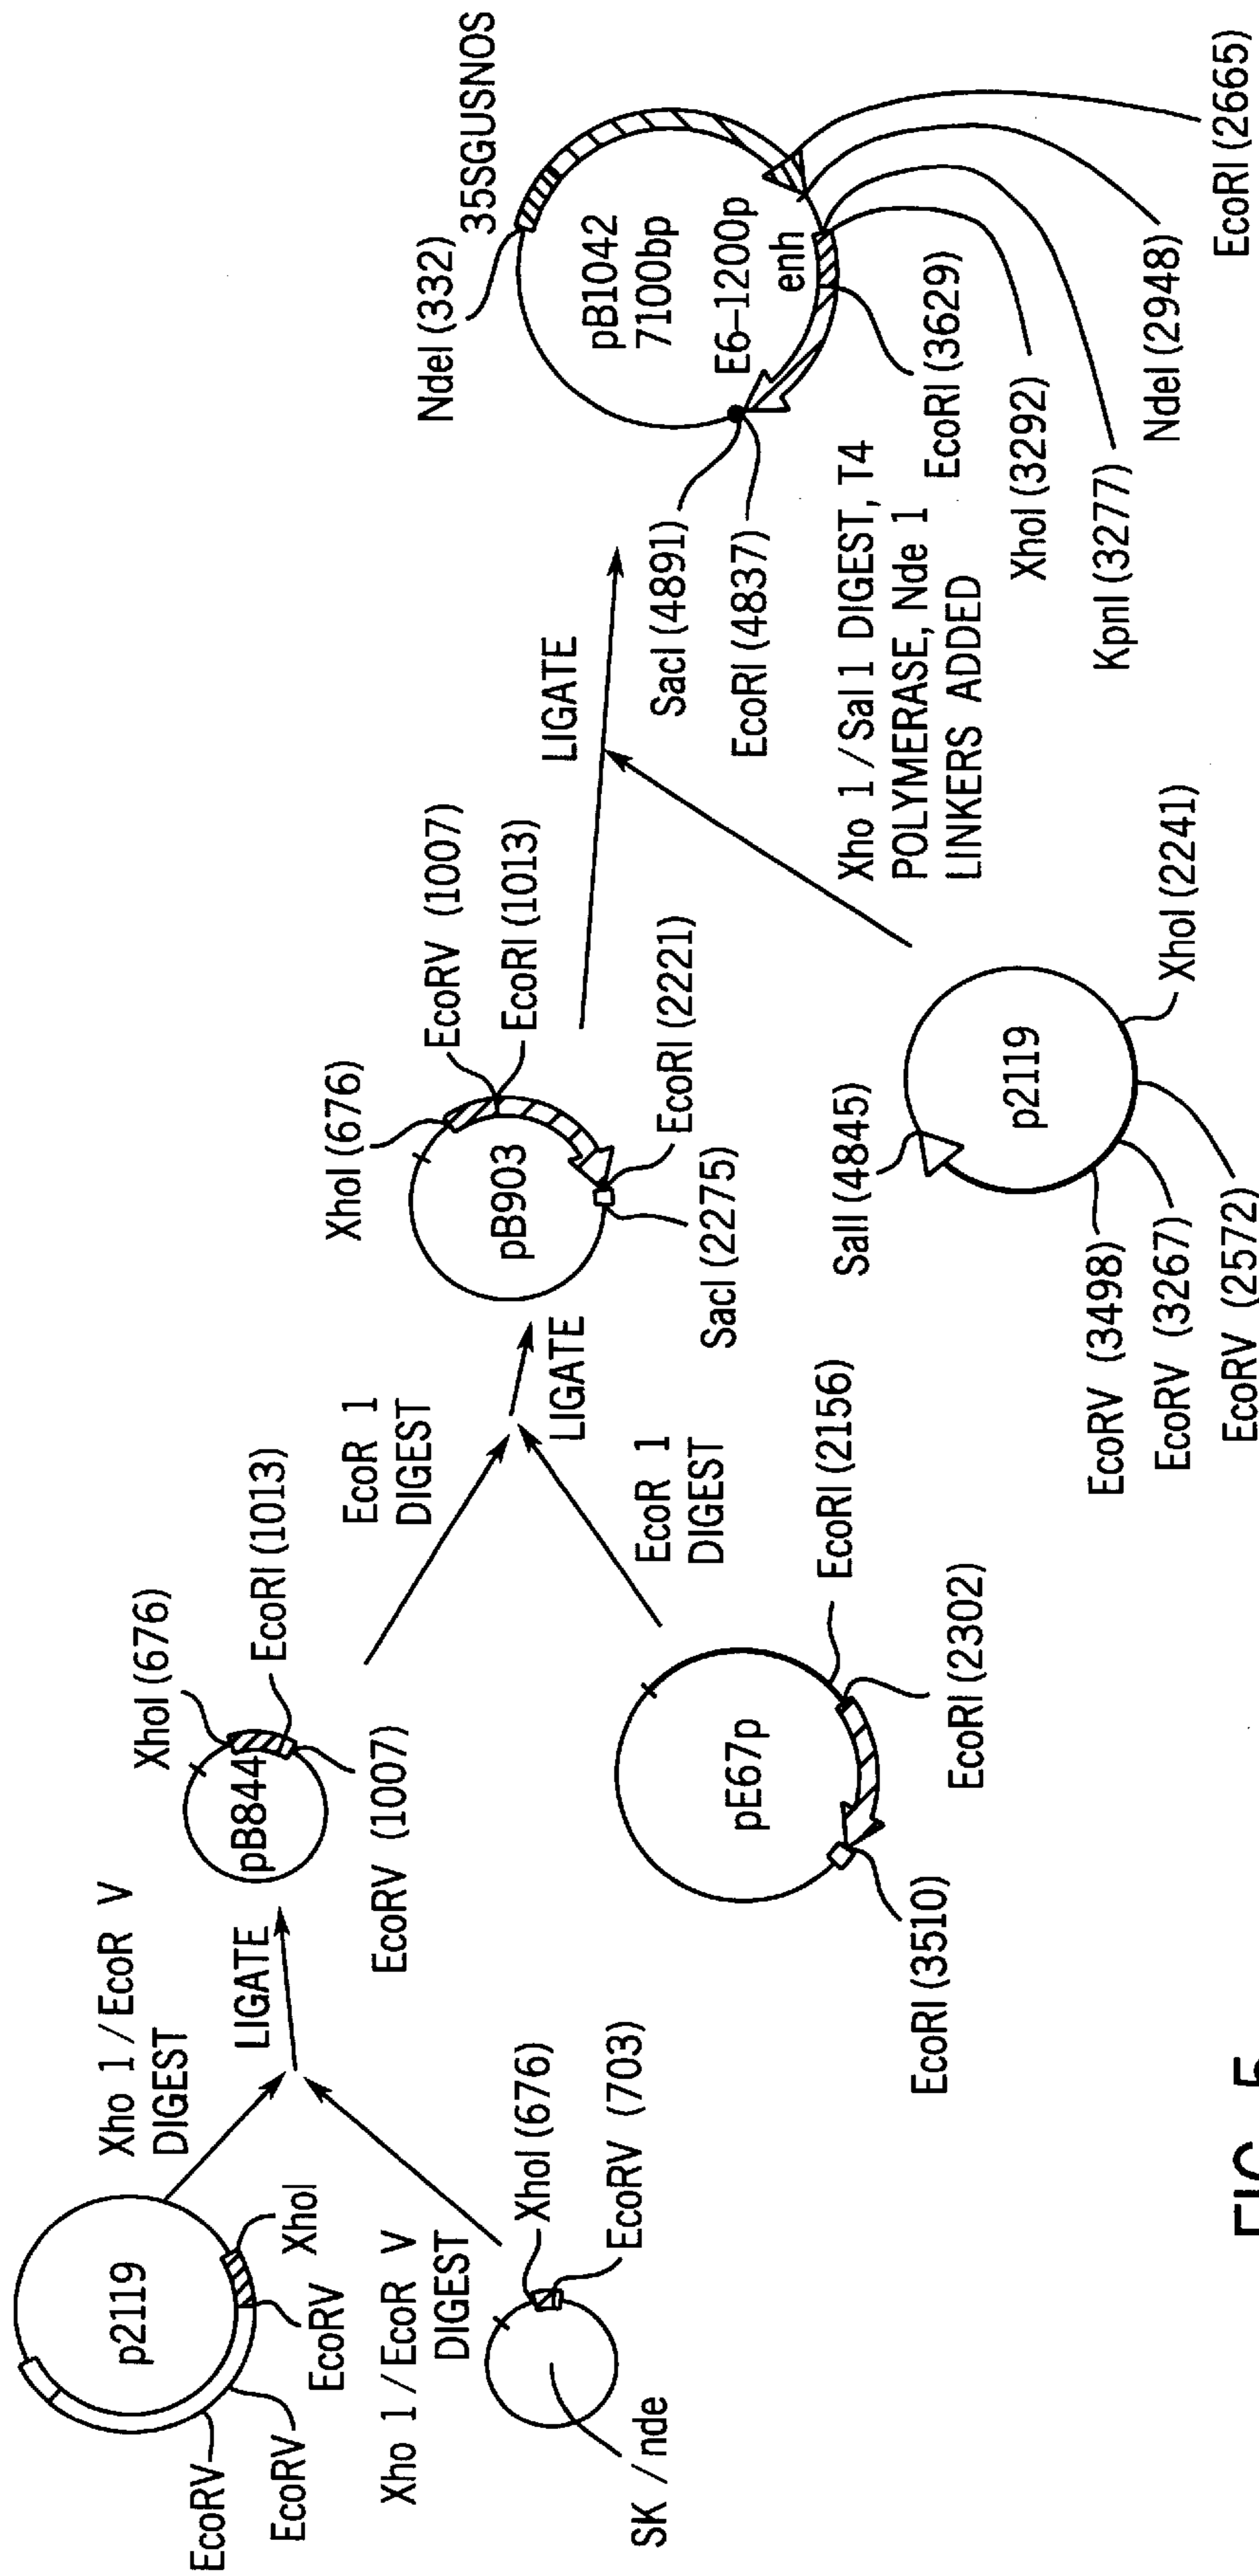 p2119
EcoRV
EcoRV
EcoRV
XhoI
Xho 1 / EcoR V
DIGEST
Xho 1 / EcoR V
DIGEST
SK / nde
XhoI (676)
EcoRV (703)
LIGATE
pB844
XhoI (676)
EcoRI (1013)
EcoRV (1007)
EcoR 1
DIGEST
pE67p
EcoRI (2156)
EcoRI (2302)
EcoRI (3510)
EcoR 1
DIGEST
LIGATE
pB903
XhoI (676)
EcoRV (1007)
EcoRI (1013)
EcoRI (2221)
SacI (2275)
p2119
SalI (4845)
XhoI (2241)
EcoRV (3498)
EcoRV (3267)
EcoRV (2572)
LIGATE
Xho 1 / Sal 1 DIGEST, T4
POLYMERASE, Nde 1
LINKERS ADDED
pB1042
7100bp
E6-1200p
enh
NdeI (332)
35SGUSNOS
SacI (4891)
EcoRI (4837)
EcoRI (3629)
XhoI (3292)
KpnI (3277)
NdeI (2948)
EcoRI (2665)